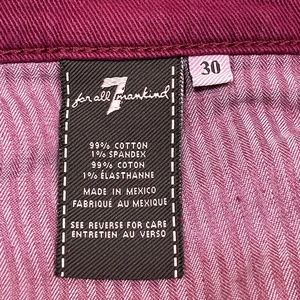 7
for all mankind
30
99% COTTON
1% SPANDEX
99% COTON
1% ÉLASTHANNE
MADE IN MEXICO
FABRIQUÉ AU MEXIQUE
SEE REVERSE FOR CARE
ENTRETIEN AU VERSO